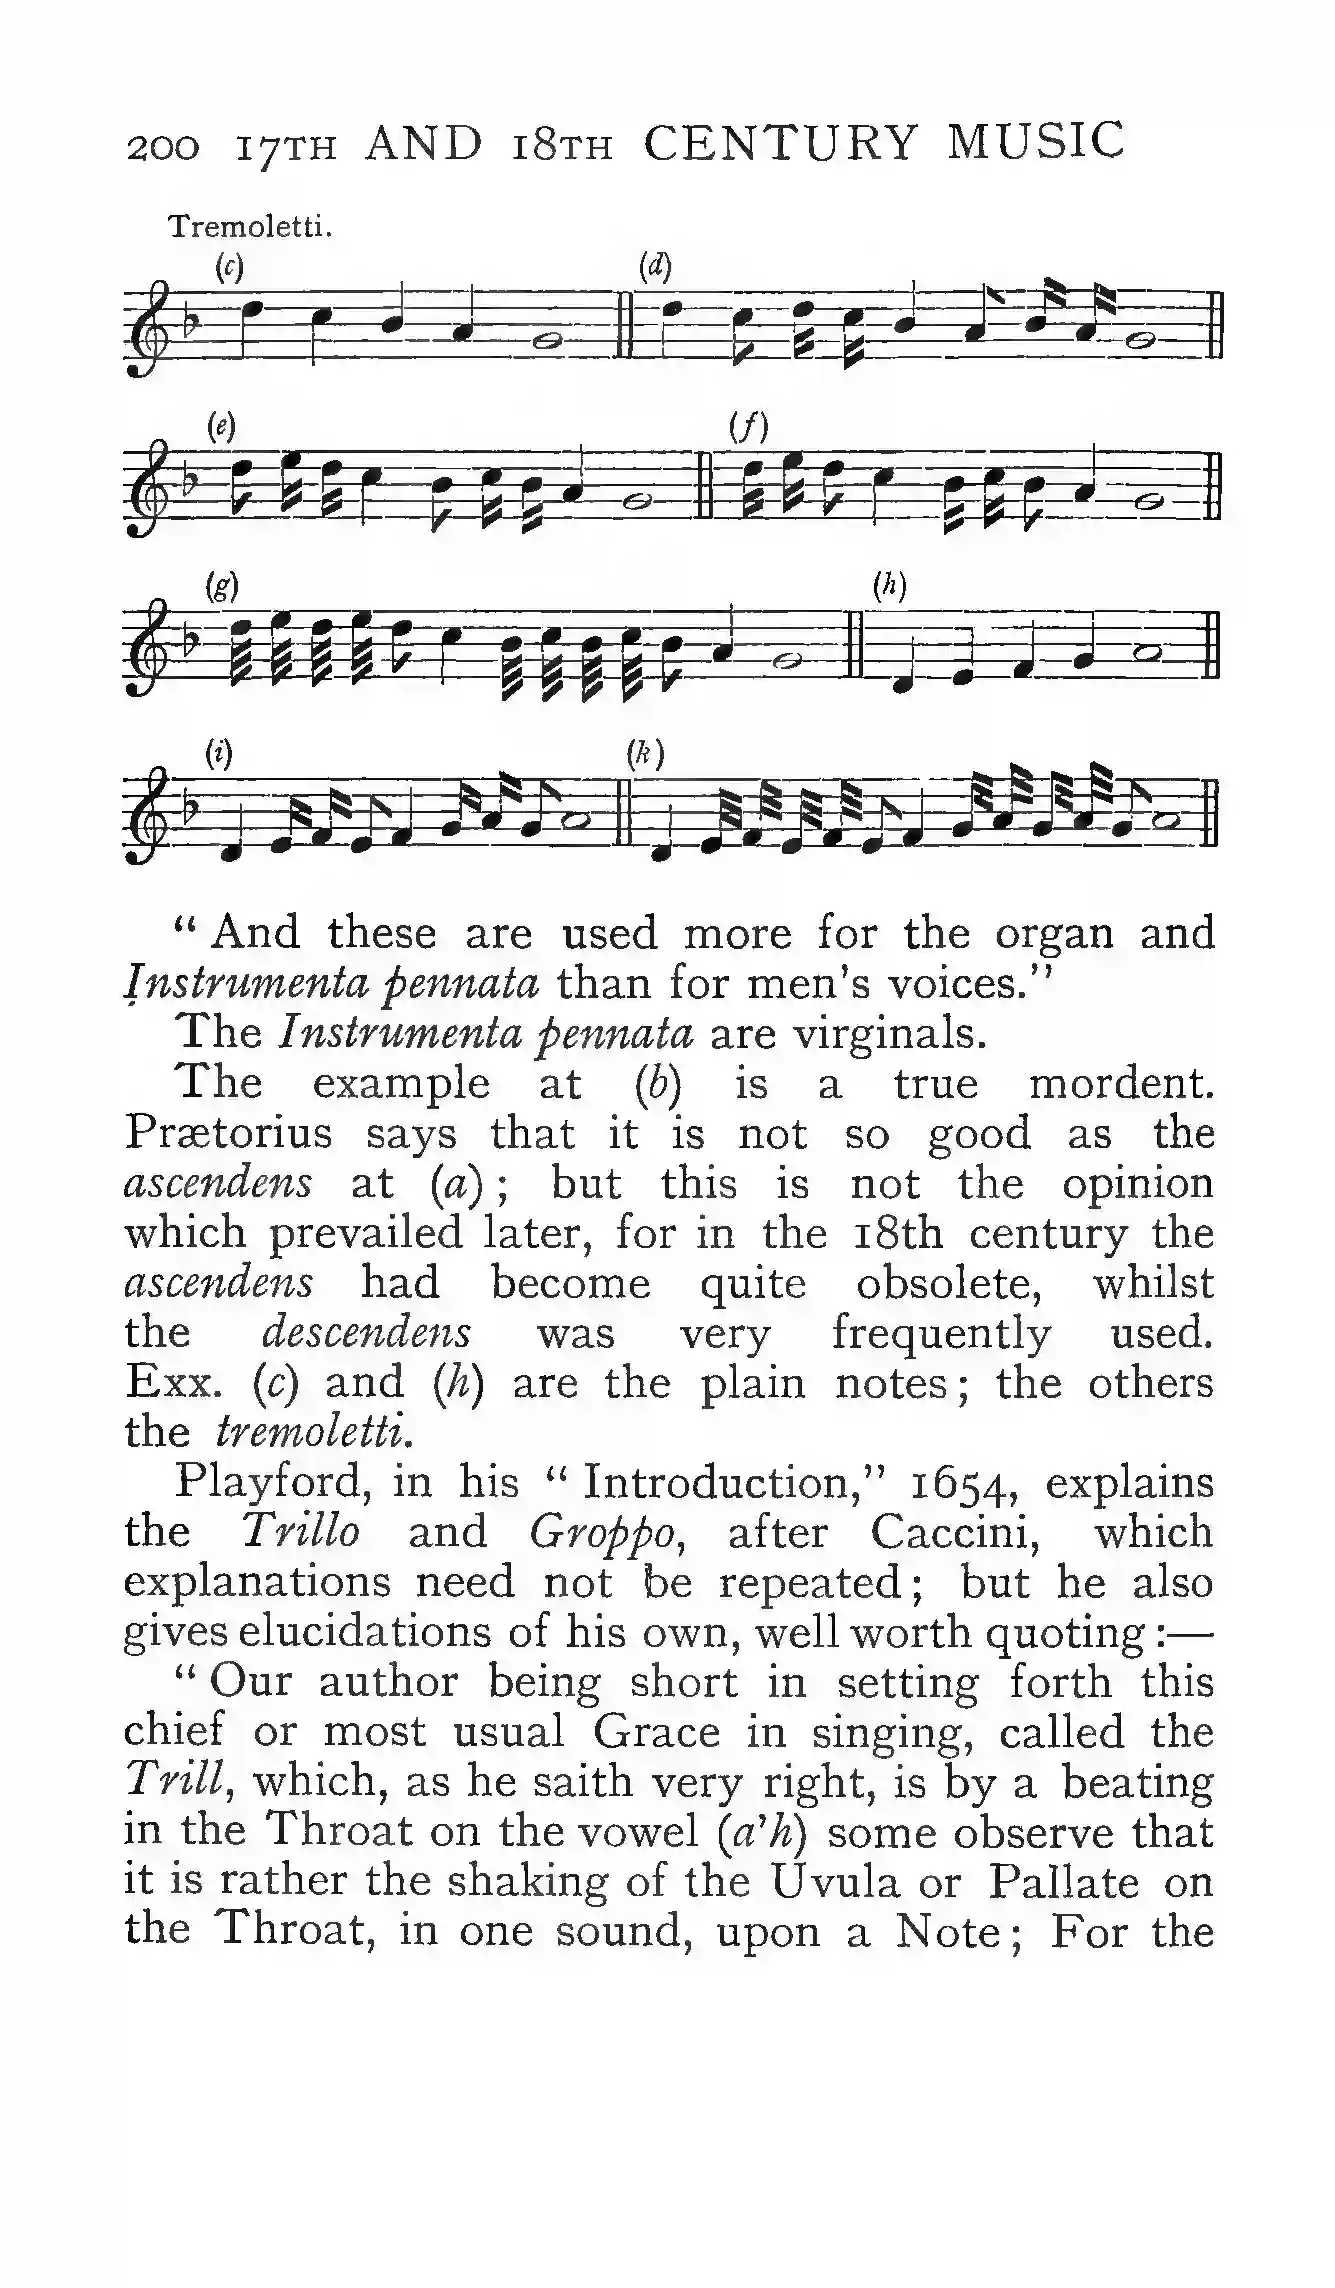 200 17TH AND 18TH CENTURY MUSIC
Tremoletti.
(c) (d)
(e) (f)
(g) (h)
(i) (k)
“ And these are used more for the organ and
Instrumenta pennata than for men's voices.”
The Instrumenta pennata are virginals.
The example at (b) is a true mordent.
Prætorius says that it is not so good as the
ascendens at (a) ; but this is not the opinion
which prevailed later, for in the 18th century the
ascendens had become quite obsolete, whilst
the descendens was very frequently used.
Exx. (c) and (h) are the plain notes ; the others
the tremoletti.
Playford, in his “ Introduction,” 1654, explains
the Trillo and Groppo, after Caccini, which
explanations need not be repeated ; but he also
gives elucidations of his own, well worth quoting :—
“ Our author being short in setting forth this
chief or most usual Grace in singing, called the
Trill, which, as he saith very right, is by a beating
in the Throat on the vowel (a'h) some observe that
it is rather the shaking of the Uvula or Pallate on
the Throat, in one sound, upon a Note ; For the